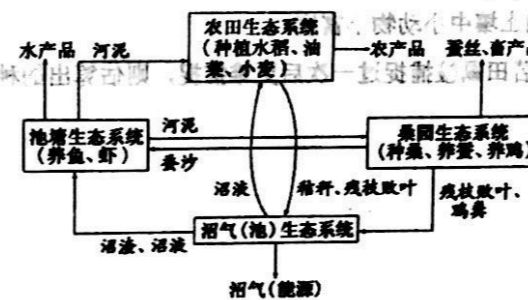 水产品 河泥
农田生态系统
(种植水稻、油
菜、小麦)
农产品 蚕丝、畜产
池塘生态系统
(养鱼、虾)
河泥
蚕沙
桑园生态系统
(种桑、养蚕、养鸡)
沼液
秸秆、残枝败叶
残枝败叶、
鸡粪
沼渣、沼液
沼气(池)生态系统
沼气(能源)